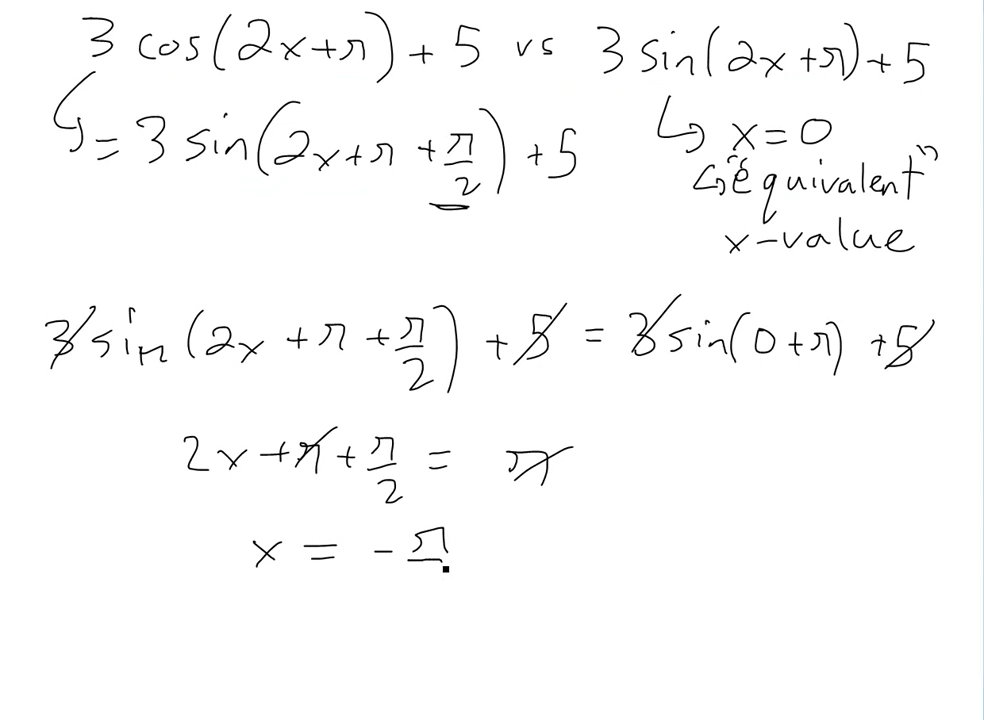 3 cos(2x+π) + 5 vs 3 sin(2x+π)+5
↳ = 3 sin(2x+π+π/2) + 5
↳ x=0
↳ "equivalent"
x-value
3 sin(2x + π + π/2) + 5 = 3 sin(0+π) + 5
2x + π + π/2 = π
x = - π